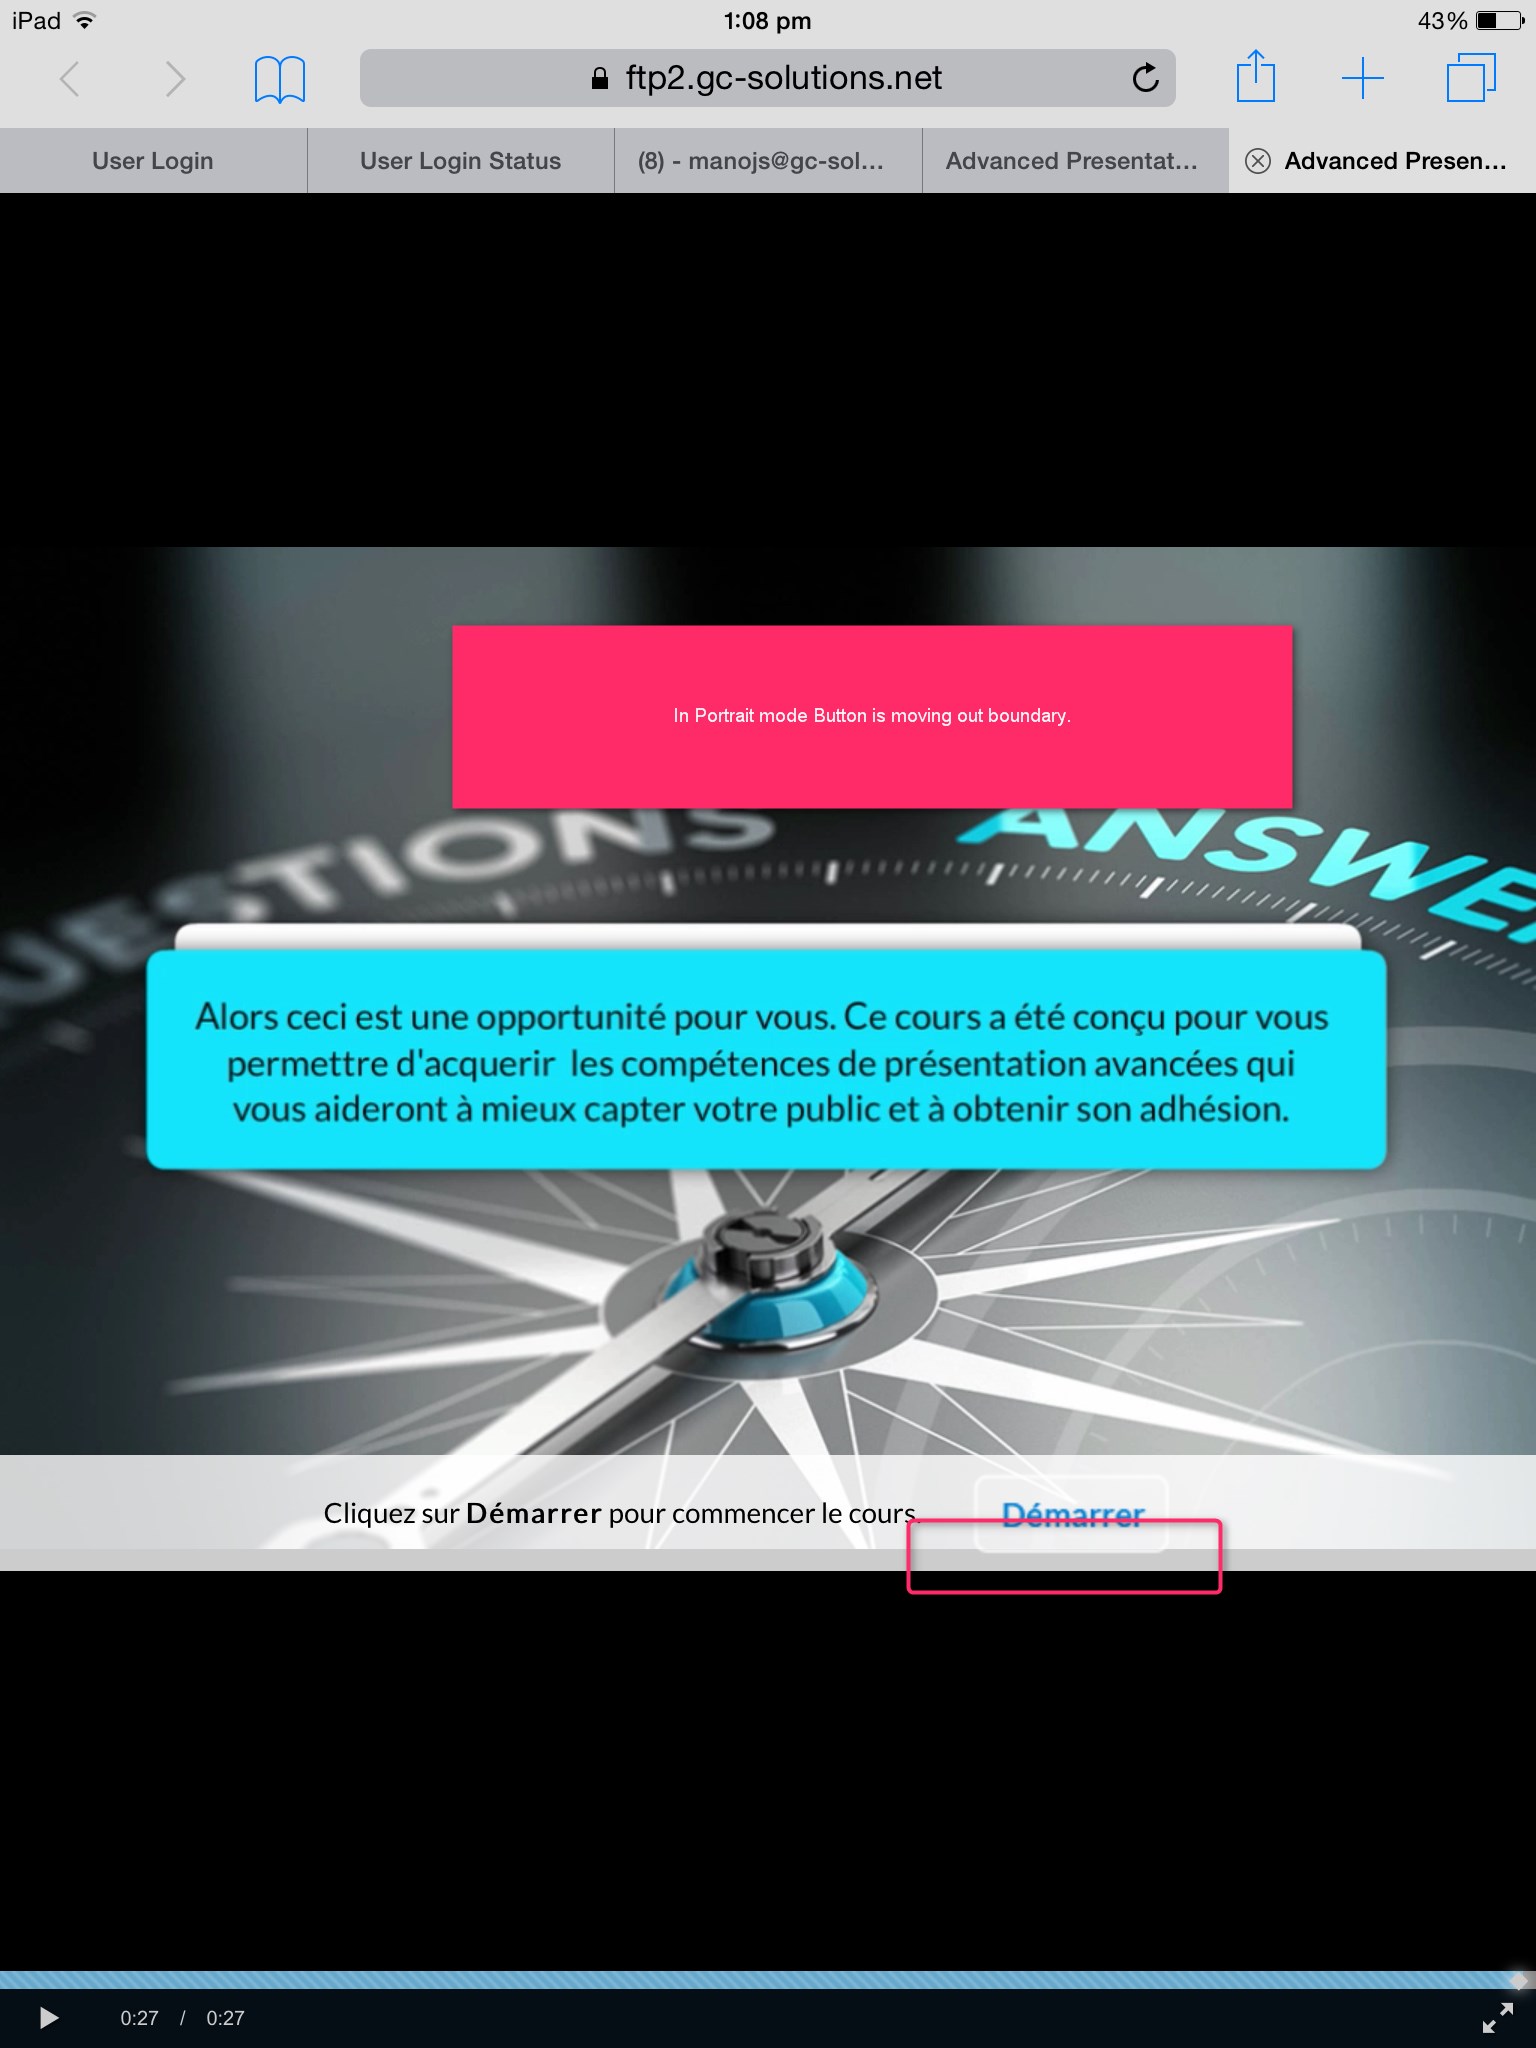 iPad
1:08 pm
43%
ftp2.gc-solutions.net
User Login
User Login Status
(8) - manojs@gc-sol...
Advanced Presentat...
Advanced Presen...
In Portrait mode Button is moving out boundary.
UESTIONS
ANSWE
Alors ceci est une opportunité pour vous. Ce cours a été conçu pour vous
permettre d'acquerir  les compétences de présentation avancées qui
vous aideront à mieux capter votre public et à obtenir son adhésion.
Cliquez sur Démarrer pour commencer le cours.
Démarrer
0:27 / 0:27